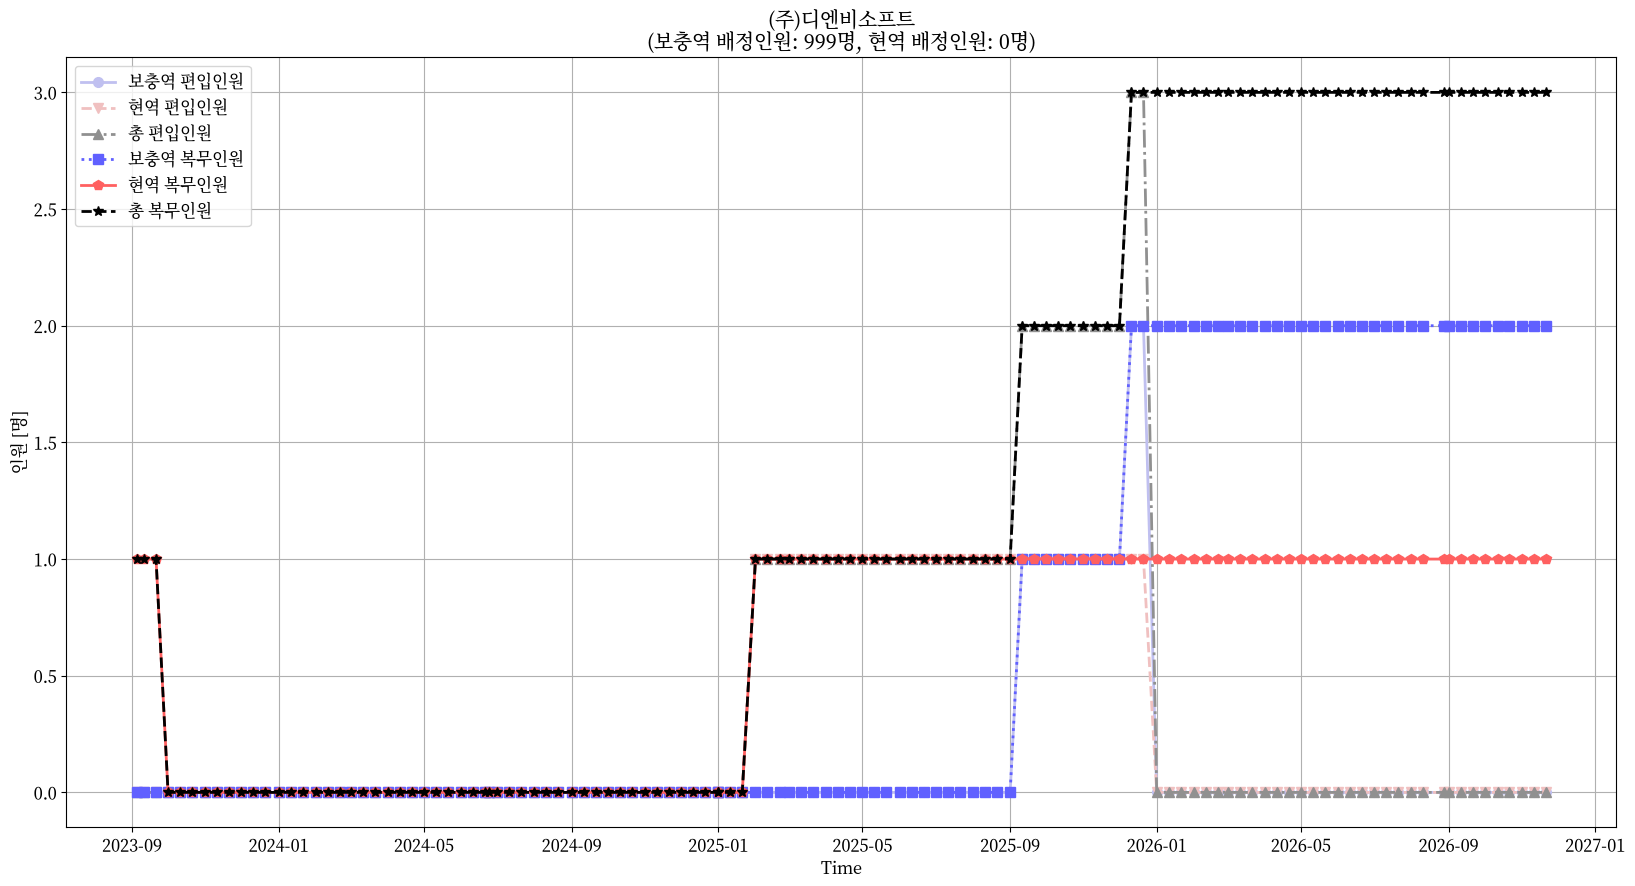 (주)디엔비소프트
(보충역 배정인원: 999명, 현역 배정인원: 0명)
보충역 편입인원
현역 편입인원
총 편입인원
보충역 복무인원
현역 복무인원
총 복무인원
인원 [명]
3.0
2.5
2.0
1.5
1.0
0.5
0.0
2023-09
2024-01
2024-05
2024-09
2025-01
2025-05
2025-09
2026-01
2026-05
2026-09
2027-01
Time